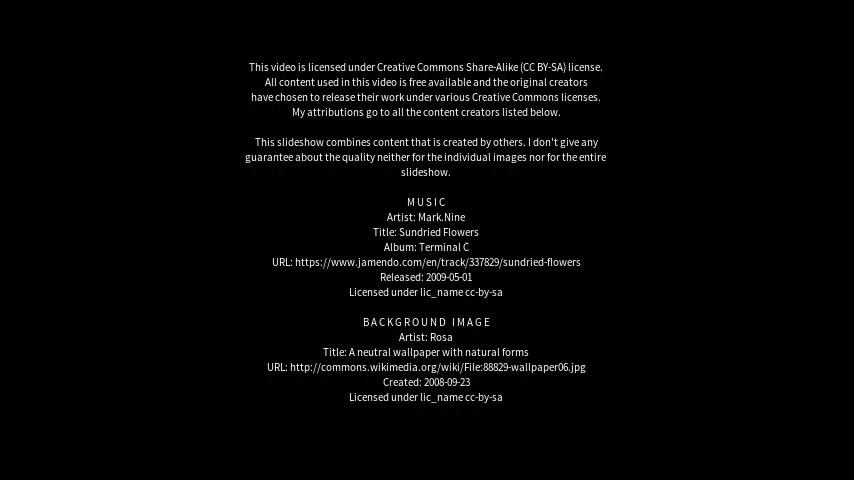 This video is licensed under Creative Commons Share-Alike (CC BY-SA) license.
All content used in this video is free available and the original creators
have chosen to release their work under various Creative Commons licenses.
My attributions go to all the content creators listed below.
This slideshow combines content that is created by others. I don't give any
guarantee about the quality neither for the individual images nor for the entire
slideshow.
MUSIC
Artist: Mark.Nine
Title: Sundried Flowers
Album: Terminal C
URL: https://www.jamendo.com/en/track/337829/sundried-flowers
Released: 2009-05-01
Licensed under lic_name cc-by-sa
BACKGROUND IMAGE
Artist: Rosa
Title: A neutral wallpaper with natural forms
URL: http://commons.wikimedia.org/wiki/File:88829-wallpaper06.jpg
Created: 2008-09-23
Licensed under lic_name cc-by-sa